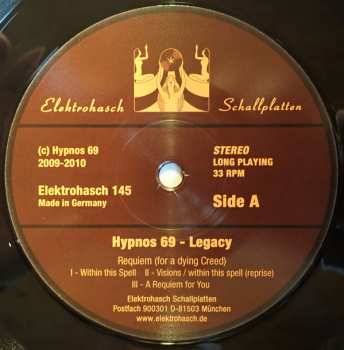 Elektrohasch Schallplatten
(c) Hypnos 69
2009-2010
STEREO
LONG PLAYING
33 RPM
Elektrohasch 145
Made in Germany
Side A
Hypnos 69 - Legacy
Requiem (for a dying Creed)
I - Within this Spell II - Visions / within this spell (reprise)
III - A Requiem for You
Elektrohasch Schallplatten
Postfach 900301 D-81503 München
www.elektrohasch.de